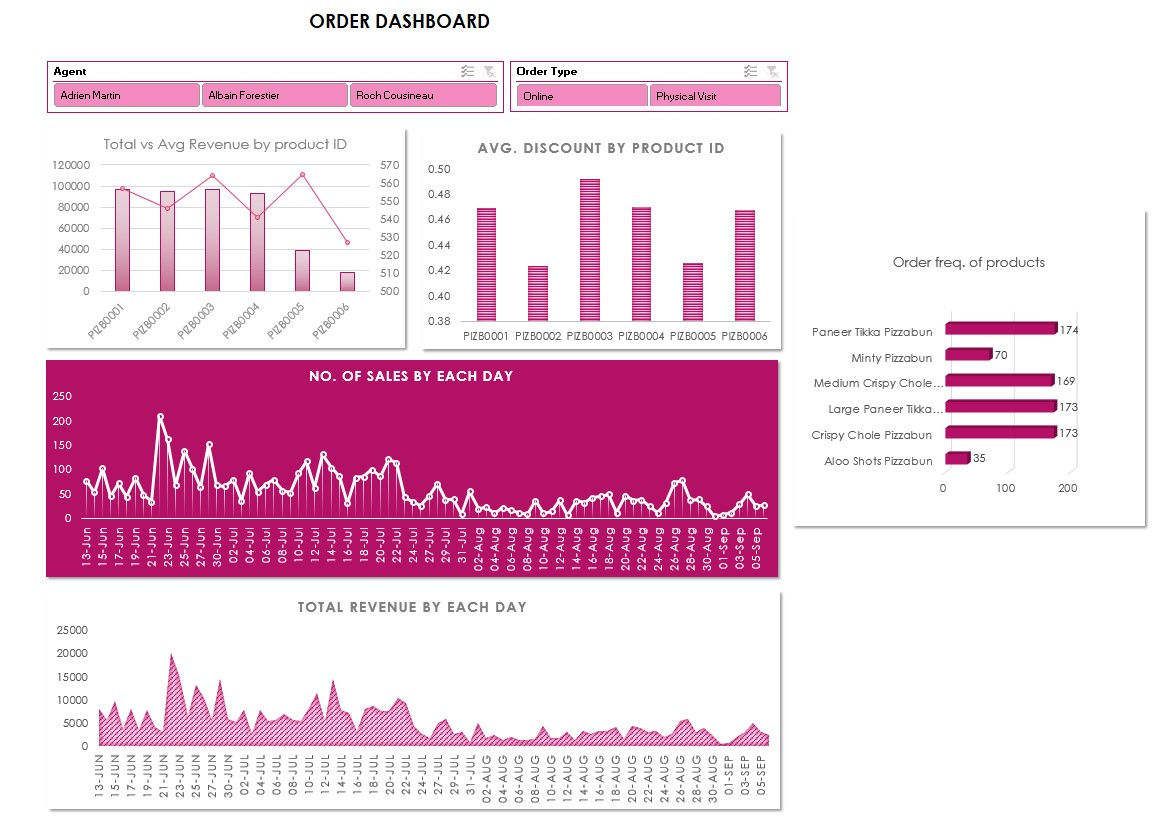 ORDER DASHBOARD
Agent
Adrien Martin
Albain Forestier
Roch Cousineau
Order Type
Online
Physical Visit
Total vs Avg Revenue by product ID
120000
100000
80000
60000
40000
20000
0
570
560
550
540
530
520
510
500
PIZB0001
PIZB0002
PIZB0003
PIZB0004
PIZB0005
PIZB0006
AVG. DISCOUNT BY PRODUCT ID
0.50
0.48
0.46
0.44
0.42
0.40
0.38
PIZB0001 PIZB0002 PIZB0003 PIZB0004 PIZB0005 PIZB0006
Order freq. of products
Paneer Tikka Pizzabun 174
Minty Pizzabun 70
Medium Crispy Chole... 169
Large Paneer Tikka... 173
Crispy Chole Pizzabun 173
Aloo Shots Pizzabun 35
0 100 200
NO. OF SALES BY EACH DAY
250
200
150
100
50
0
13-Jun
15-Jun
17-Jun
19-Jun
21-Jun
23-Jun
25-Jun
27-Jun
30-Jun
02-Jul
04-Jul
06-Jul
08-Jul
10-Jul
12-Jul
14-Jul
16-Jul
18-Jul
20-Jul
22-Jul
24-Jul
27-Jul
29-Jul
31-Jul
02-Aug
04-Aug
06-Aug
08-Aug
10-Aug
12-Aug
14-Aug
16-Aug
18-Aug
20-Aug
22-Aug
24-Aug
26-Aug
28-Aug
30-Aug
01-Sep
03-Sep
05-Sep
TOTAL REVENUE BY EACH DAY
25000
20000
15000
10000
5000
0
13-JUN
15-JUN
17-JUN
19-JUN
21-JUN
23-JUN
25-JUN
27-JUN
30-JUN
02-JUL
04-JUL
06-JUL
08-JUL
10-JUL
12-JUL
14-JUL
16-JUL
18-JUL
20-JUL
22-JUL
24-JUL
27-JUL
29-JUL
31-JUL
02-AUG
04-AUG
06-AUG
08-AUG
10-AUG
12-AUG
14-AUG
16-AUG
18-AUG
20-AUG
22-AUG
24-AUG
26-AUG
28-AUG
30-AUG
01-SEP
03-SEP
05-SEP